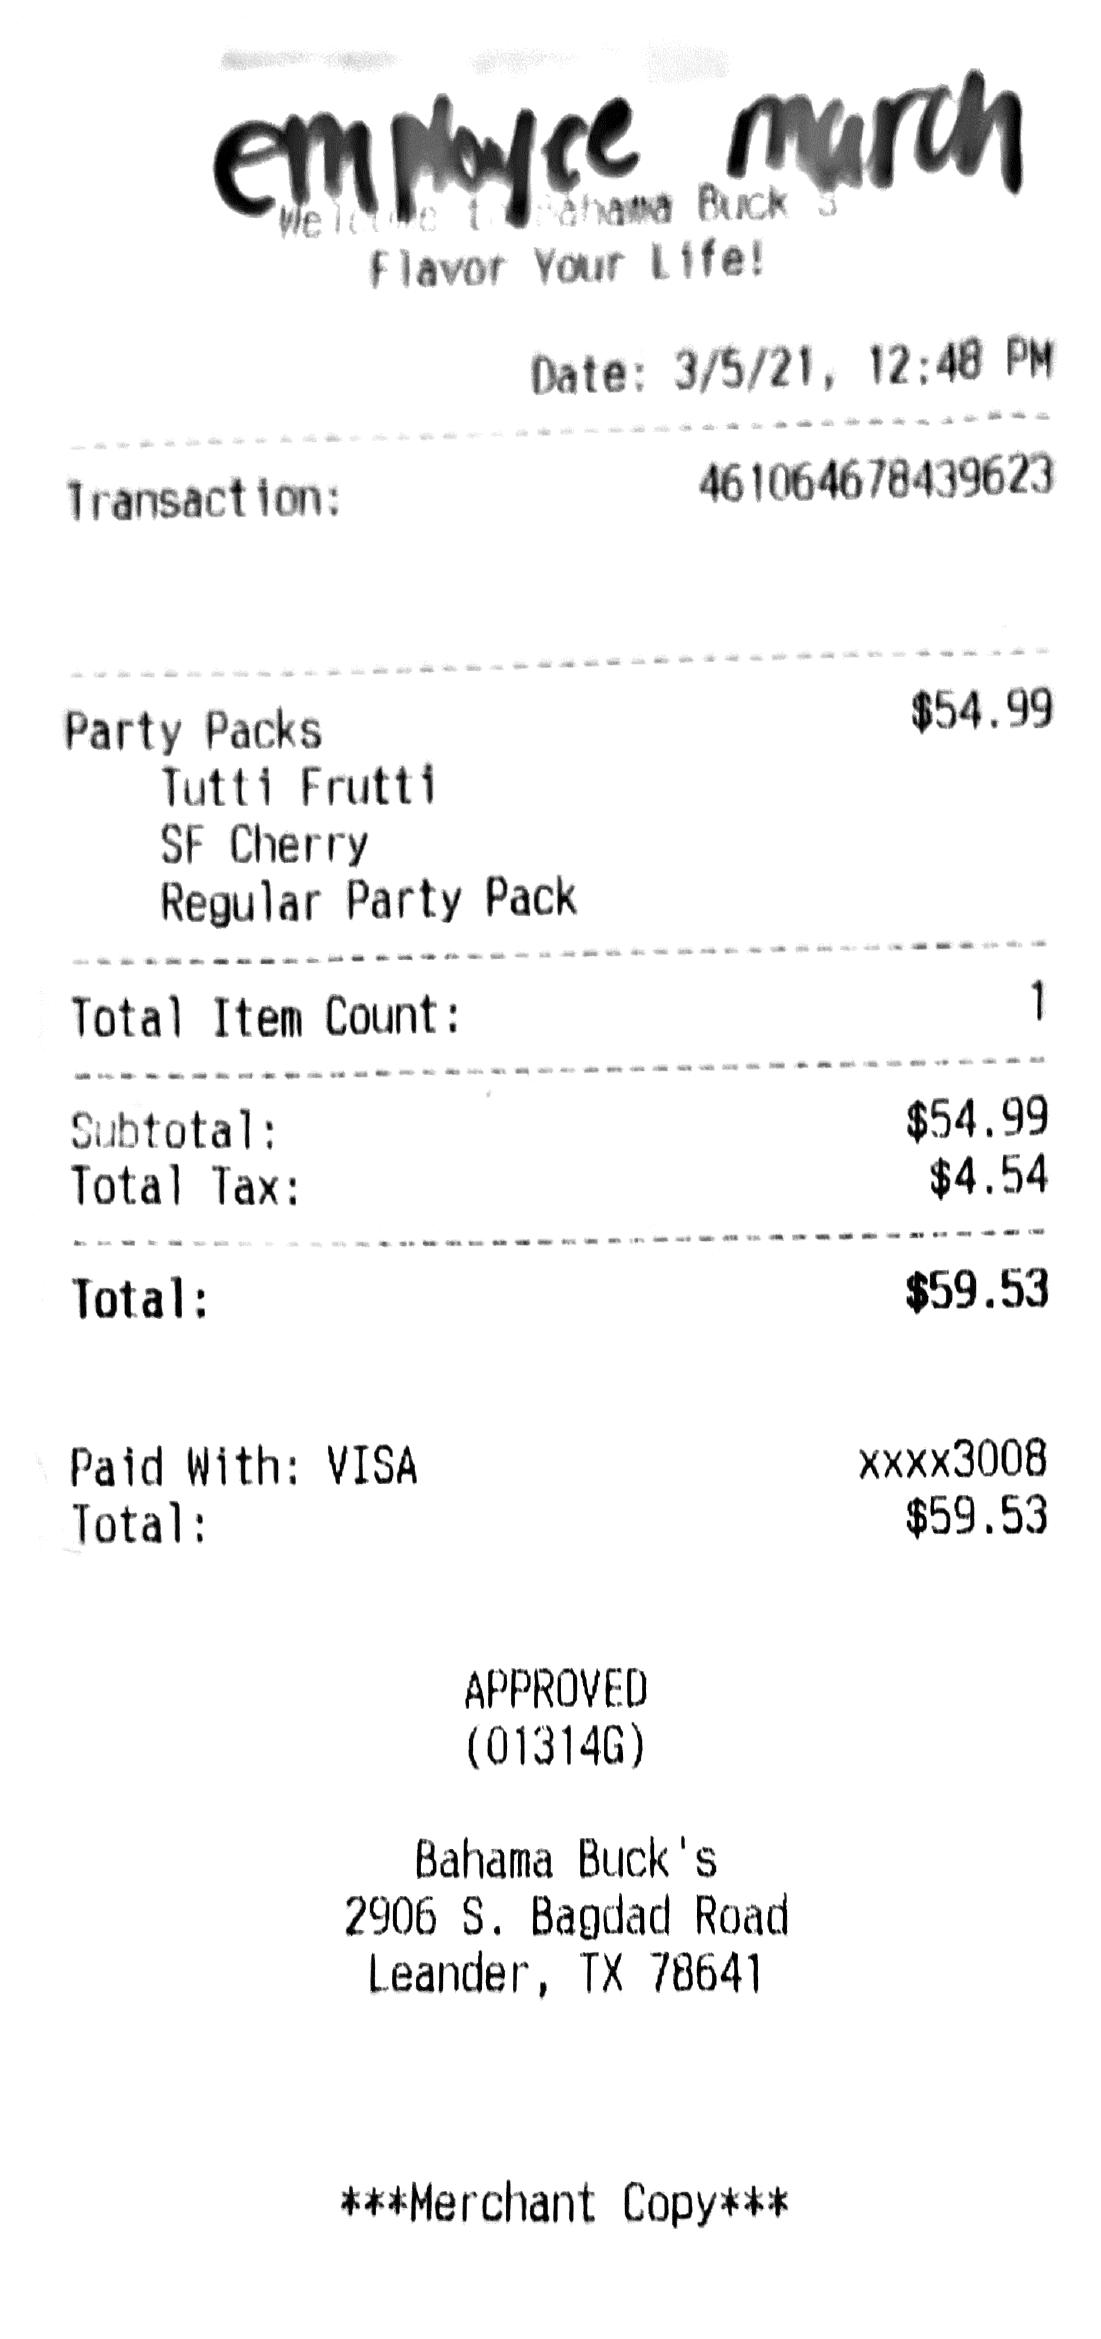 employee march
Welcome to Bahama Buck's
Flavor Your Life!
Date: 3/5/21, 12:48 PM
Transaction: 461064678439623
Party Packs $54.99
Tutti Frutti
SF Cherry
Regular Party Pack
Total Item Count: 1
Subtotal: $54.99
Total Tax: $4.54
Total: $59.53
Paid With: VISA xxxx3008
Total: $59.53
APPROVED
(01314G)
Bahama Buck's
2906 S. Bagdad Road
Leander, TX 78641
***Merchant Copy***